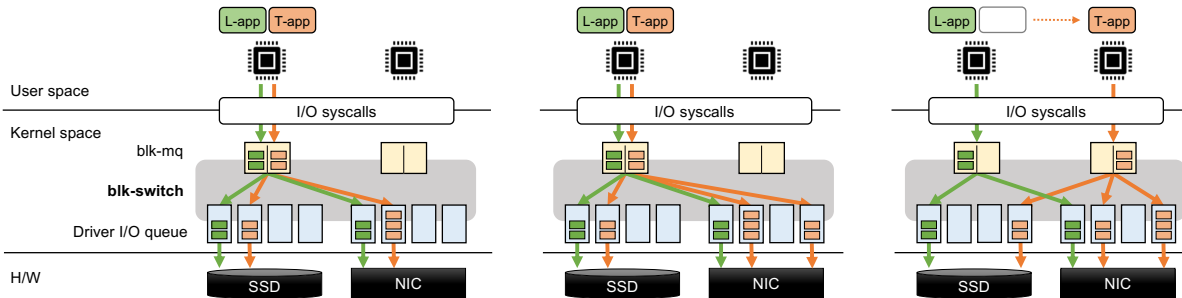 L-app T-app L-app T-app L-app T-app
User space
I/O syscalls I/O syscalls I/O syscalls
Kernel space
blk-mq
blk-switch
Driver I/O queue
H/W
SSD NIC SSD NIC SSD NIC